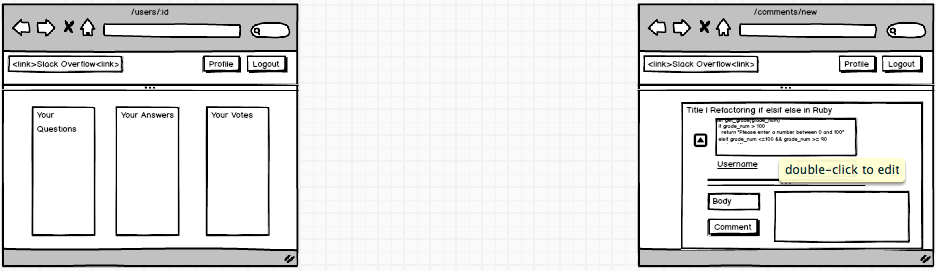 /users/:id
<link>Slack Overflow<link>
Profile
Logout
Your
Questions
Your Answers
Your Votes
/comments/new
<link>Slack Overflow<link>
Profile
Logout
Title | Refactoring if elsif else in Ruby
def get_grade(grade_num)
if grade_num > 100
return "Please enter a number between 0 and 100"
elsif grade_num <=100 && grade_num >= 90
Username
double-click to edit
Body
Comment